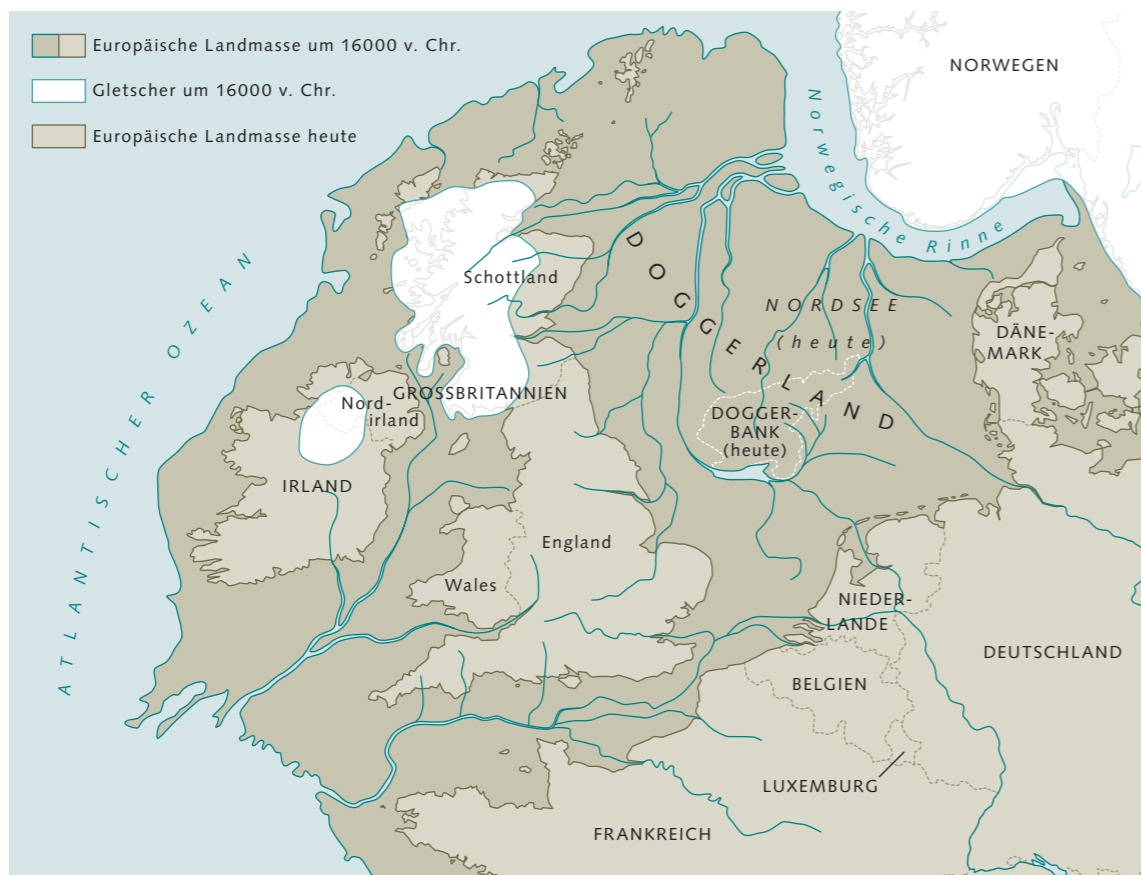 Europäische Landmasse um 16000 v. Chr.
Gletscher um 16000 v. Chr.
Europäische Landmasse heute
NORWEGEN
Norwegische Rinne
ATLANTISCHER OZEAN
DOGGERLAND
Schottland
NORDSEE
(heute)
DÄNE-
MARK
GROSSBRITANNIEN
Nord-
irland
DOGGER-
BANK
(heute)
IRLAND
England
Wales
NIEDER-
LANDE
DEUTSCHLAND
BELGIEN
LUXEMBURG
FRANKREICH